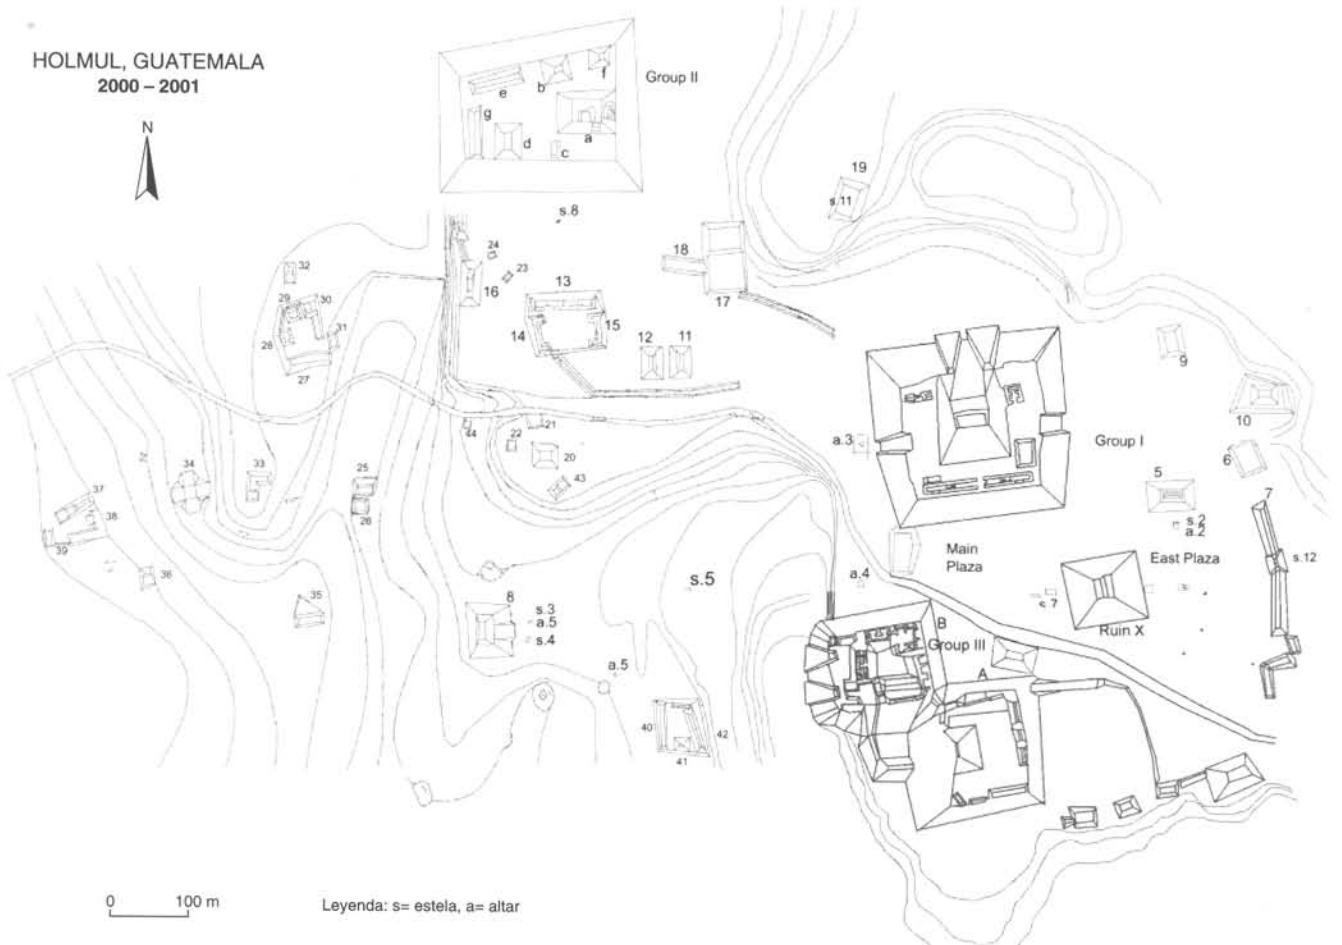 HOLMUL, GUATEMALA
2000 – 2001
N
Group II
f
b
e
g
a
d
c
s.8
19
s.11
24
23
18
32
16
13
17
29
30
31
14
15
12
11
28
27
9
10
Group I
a.3
44
21
22
20
6
34
33
25
43
5
37
26
7
s.2
a.2
38
39
Main
Plaza
East Plaza
s.12
36
35
s.5
a.4
s.7
8
s.3
a.5
s.4
B
Ruin X
Group III
a.5
A
40
42
41
0 100 m
Leyenda: s= estela, a= altar